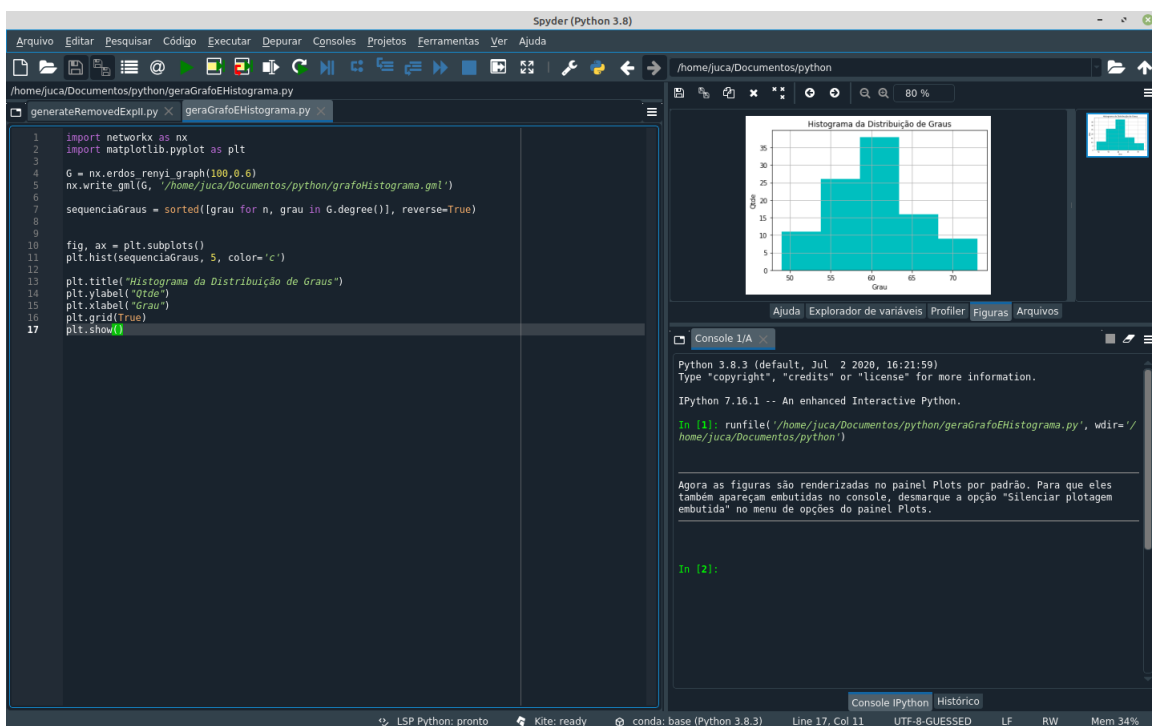 Spyder (Python 3.8)
Arquivo Editar Pesquisar Código Executar Depurar Consoles Projetos Ferramentas Ver Ajuda
/home/juca/Documentos/python
/home/juca/Documentos/python/geraGrafoEHistograma.py
generateRemovedExpII.py
geraGrafoEHistograma.py
1 import networkx as nx
2 import matplotlib.pyplot as plt
3
4 G = nx.erdos_renyi_graph(100,0.6)
5 nx.write_gml(G, '/home/juca/Documentos/python/grafoHistograma.gml')
6
7 sequenciaGraus = sorted([grau for n, grau in G.degree()], reverse=True)
8
9
10 fig, ax = plt.subplots()
11 plt.hist(sequenciaGraus, 5, color='c')
12
13 plt.title("Histograma da Distribuição de Graus")
14 plt.ylabel("Qtde")
15 plt.xlabel("Grau")
16 plt.grid(True)
17 plt.show()
80 %
Histograma da Distribuição de Graus
35
30
25
20
15
10
5
0
Qtde
50 55 60 65 70
Grau
Ajuda Explorador de variáveis Profiler Figuras Arquivos
Console 1/A
Python 3.8.3 (default, Jul 2 2020, 16:21:59)
Type "copyright", "credits" or "license" for more information.
IPython 7.16.1 -- An enhanced Interactive Python.
In [1]: runfile('/home/juca/Documentos/python/geraGrafoEHistograma.py', wdir='/
home/juca/Documentos/python')
Agora as figuras são renderizadas no painel Plots por padrão. Para que eles
também apareçam embutidas no console, desmarque a opção "Silenciar plotagem
embutida" no menu de opções do painel Plots.
In [2]:
Console IPython Histórico
LSP Python: pronto Kite: ready conda: base (Python 3.8.3) Line 17, Col 11 UTF-8-GUESSED LF RW Mem 34%